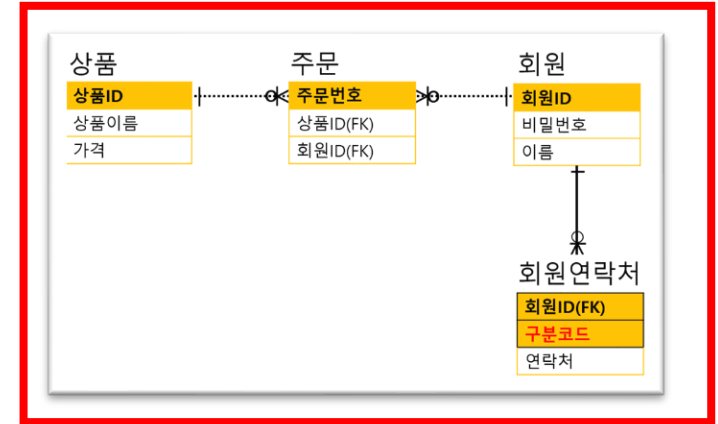 상품
상품ID
상품이름
가격
주문
주문번호
상품ID(FK)
회원ID(FK)
회원
회원ID
비밀번호
이름
회원연락처
회원ID(FK)
구분코드
연락처